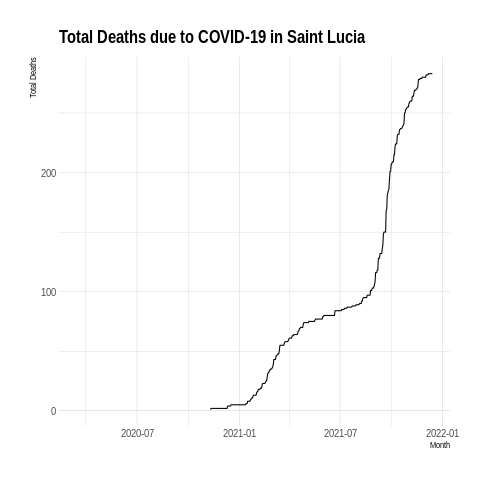 Total Deaths due to COVID-19 in Saint Lucia
Total Deaths
200
100
0
2020-07 2021-01 2021-07 2022-01
Month